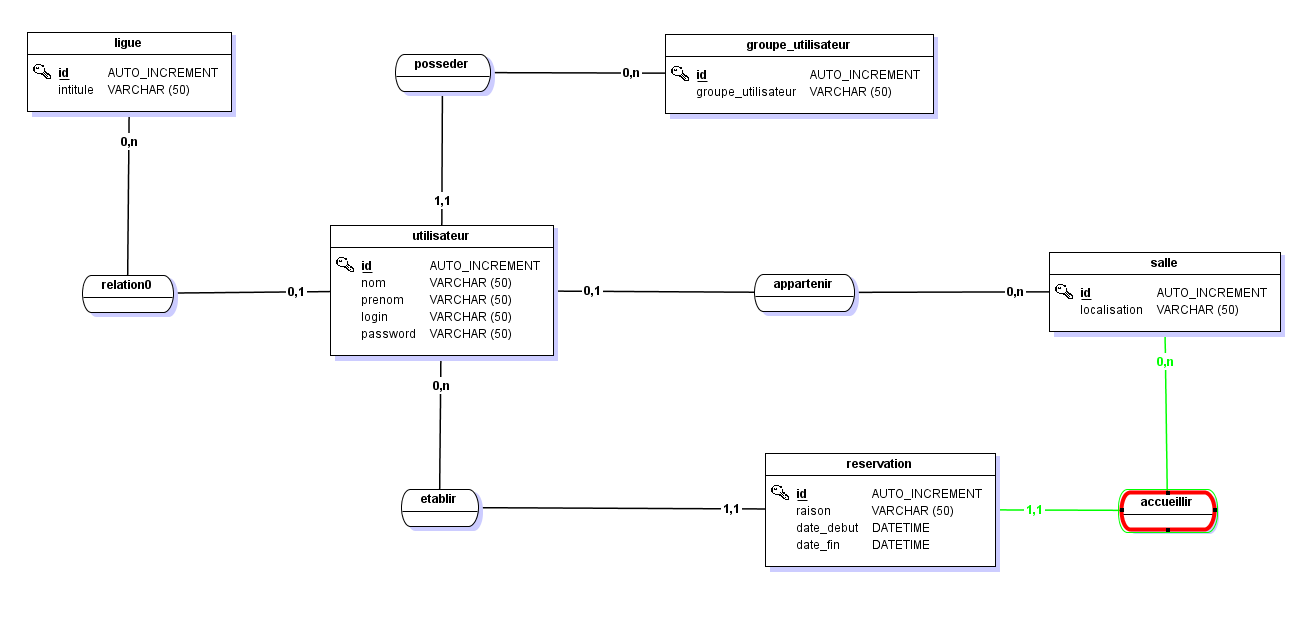 ligue
id AUTO_INCREMENT
intitule VARCHAR (50)
0,n
relation0
0,1
posseder
0,n
1,1
groupe_utilisateur
id AUTO_INCREMENT
groupe_utilisateur VARCHAR (50)
utilisateur
id AUTO_INCREMENT
nom VARCHAR (50)
prenom VARCHAR (50)
login VARCHAR (50)
password VARCHAR (50)
0,1
appartenir
0,n
salle
id AUTO_INCREMENT
localisation VARCHAR (50)
0,n
0,n
etablir
1,1
reservation
id AUTO_INCREMENT
raison VARCHAR (50)
date_debut DATETIME
date_fin DATETIME
1,1
accueillir